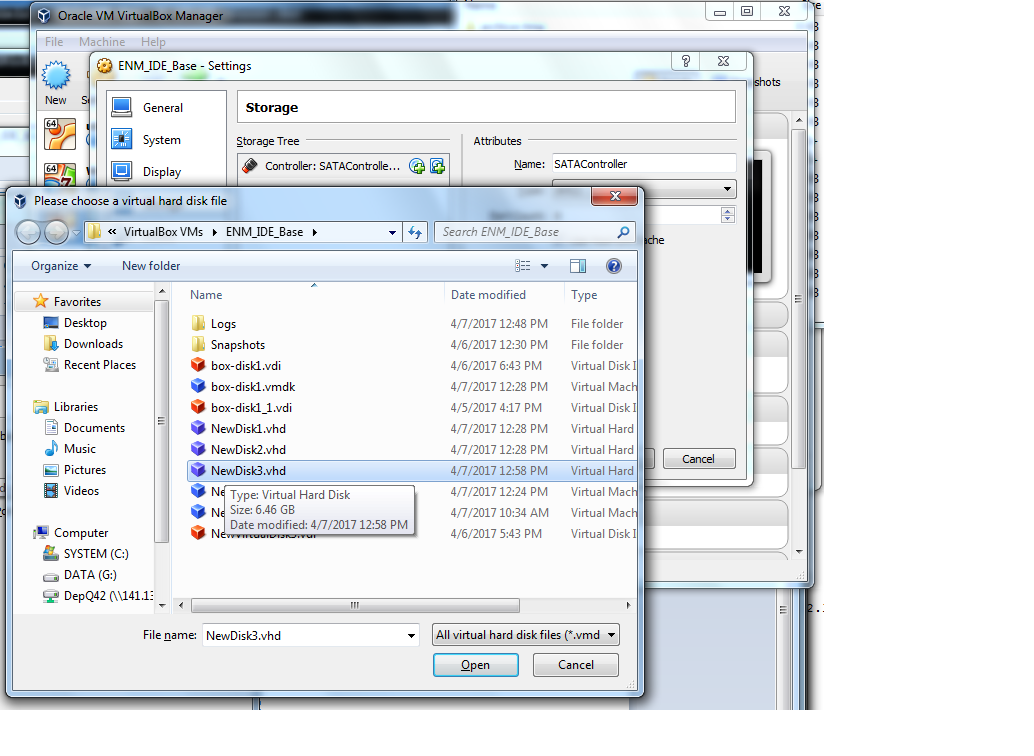 Oracle VM VirtualBox Manager
File Machine Help
New
ENM_IDE_Base - Settings
General
System
Display
Storage
Storage Tree
Controller: SATAControlle...
Attributes
Name: SATAController
Cancel
Please choose a virtual hard disk file
« VirtualBox VMs ENM_IDE_Base
Search ENM_IDE_Base
Organize New folder
Favorites
Desktop
Downloads
Recent Places
Libraries
Documents
Music
Pictures
Videos
Computer
SYSTEM (C:)
DATA (G:)
DepQ42 (\\141.13
Name Date modified Type
Logs 4/7/2017 12:48 PM File folder
Snapshots 4/6/2017 12:30 PM File folder
box-disk1.vdi 4/6/2017 6:43 PM Virtual Disk I
box-disk1.vmdk 4/7/2017 12:28 PM Virtual Mach
box-disk1_1.vdi 4/5/2017 4:17 PM Virtual Disk I
NewDisk1.vhd 4/7/2017 12:28 PM Virtual Hard
NewDisk2.vhd 4/7/2017 12:28 PM Virtual Hard
NewDisk3.vhd 4/7/2017 12:58 PM Virtual Hard
Ne 4/7/2017 12:24 PM Virtual Mach
Ne 4/7/2017 10:34 AM Virtual Mach
NewVirtualDisk3.vdi 4/6/2017 5:43 PM Virtual Disk I
Type: Virtual Hard Disk
Size: 6.46 GB
Date modified: 4/7/2017 12:58 PM
File name: NewDisk3.vhd
All virtual hard disk files (*.vmd
Open Cancel